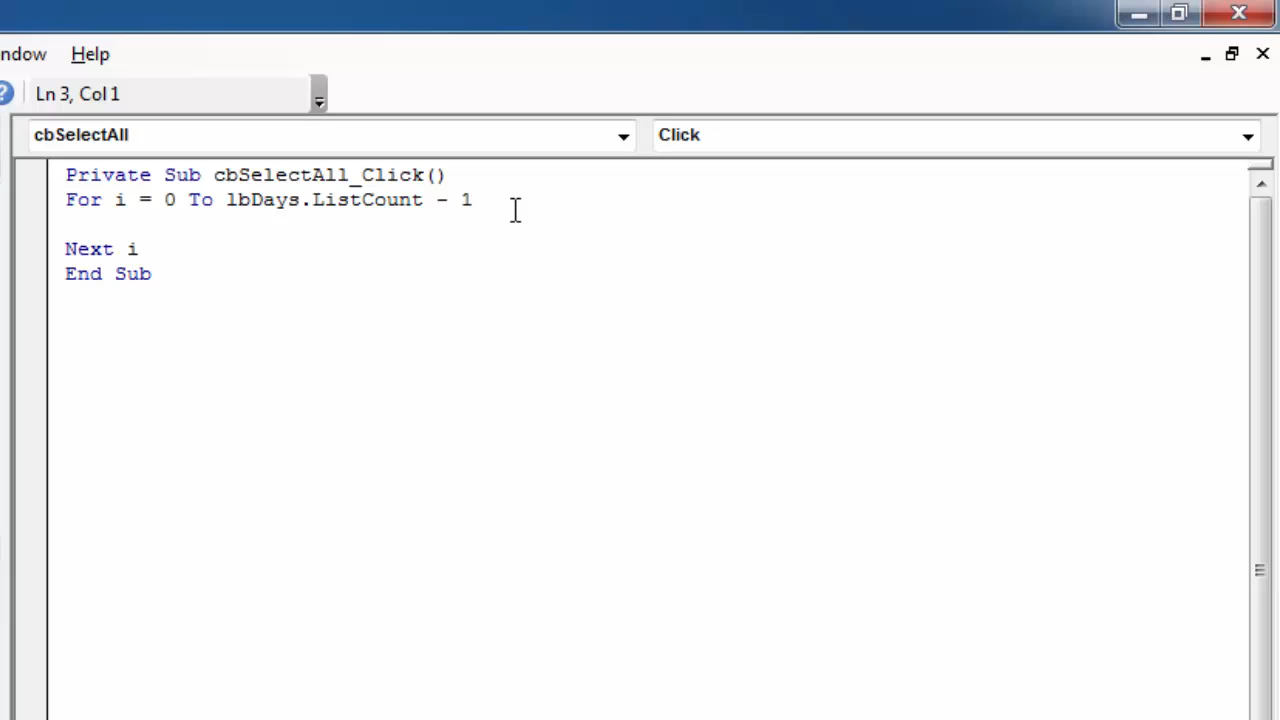 ndow Help
Ln 3, Col 1
cbSelectAll Click
Private Sub cbSelectAll_Click()
For i = 0 To lbDays.ListCount - 1
Next i
End Sub